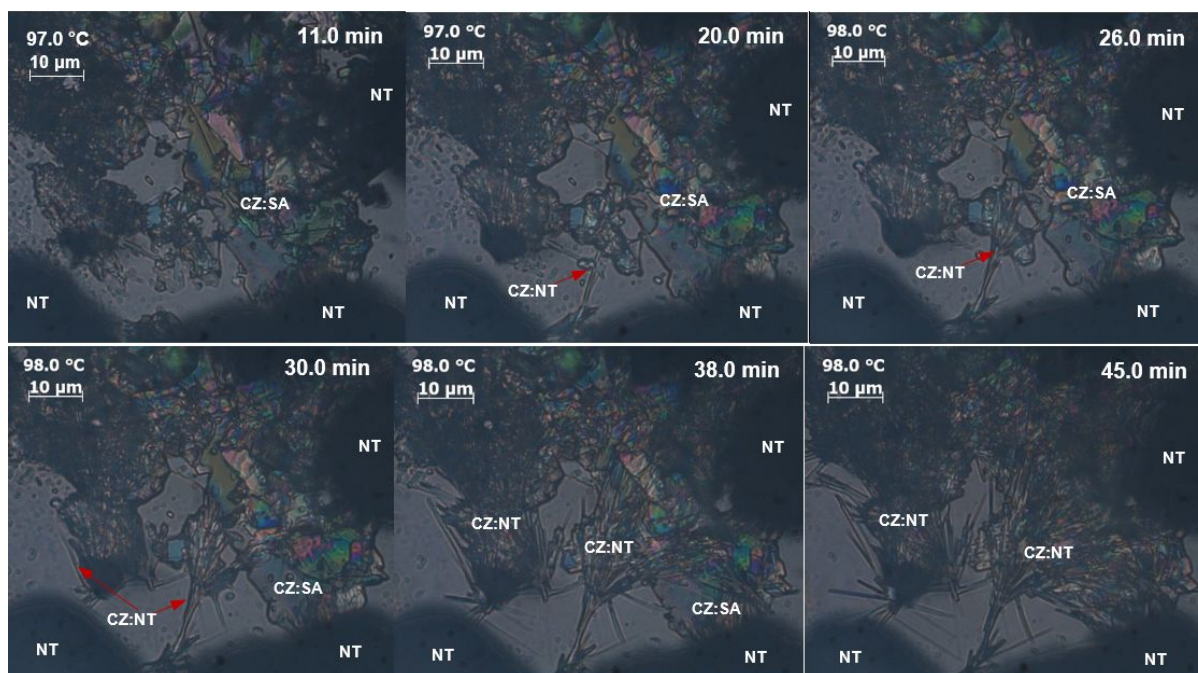 97.0 °C 11.0 min
10 µm
NT
CZ:SA
NT NT
97.0 °C 20.0 min
10 µm
NT
CZ:SA
CZ:NT
NT NT
98.0 °C 26.0 min
10 µm
NT
CZ:SA
CZ:NT
NT NT
98.0 °C 30.0 min
10 µm
NT
CZ:SA
CZ:NT
NT NT
98.0 °C 38.0 min
10 µm
NT
CZ:NT
CZ:NT
CZ:SA
NT NT
98.0 °C 45.0 min
10 µm
NT
CZ:NT
CZ:NT
NT NT